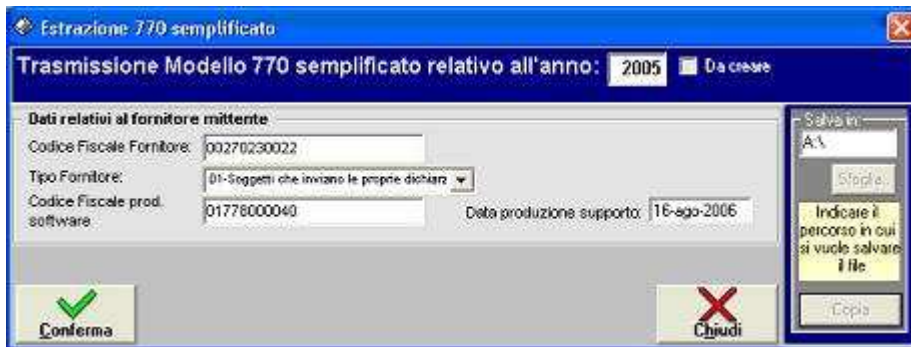 Estrazione 770 semplificato
Trasmissione Modello 770 semplificato relativo all'anno: 2005 Da creare
Dati relativi al fornitore mittente
Codice Fiscale Fornitore: 00270230022
Tipo Fornitore: 01-Soggetti che inviano le proprie dichiara
Codice Fiscale prod. software 01778000040
Data produzione supporto: 16-ago-2006
Salva in:
A:\
Sfoglia
Indicare il
percorso in cui
si vuole salvare
il file
Copia
Conferma
Chiudi